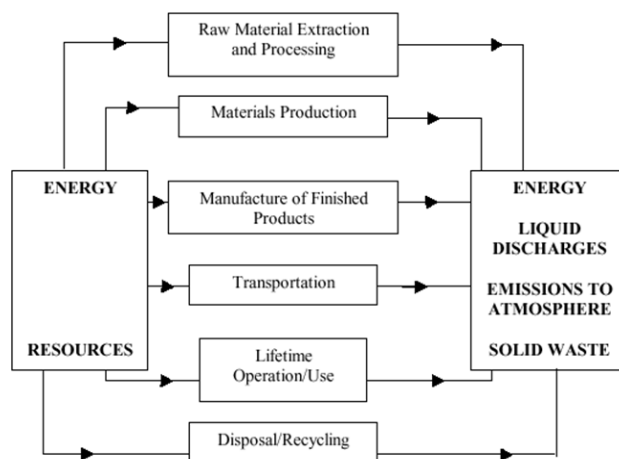 Raw Material Extraction
and Processing
Materials Production
ENERGY
RESOURCES
Manufacture of Finished
Products
Transportation
Lifetime
Operation/Use
Disposal/Recycling
ENERGY
LIQUID
DISCHARGES
EMISSIONS TO
ATMOSPHERE
SOLID WASTE